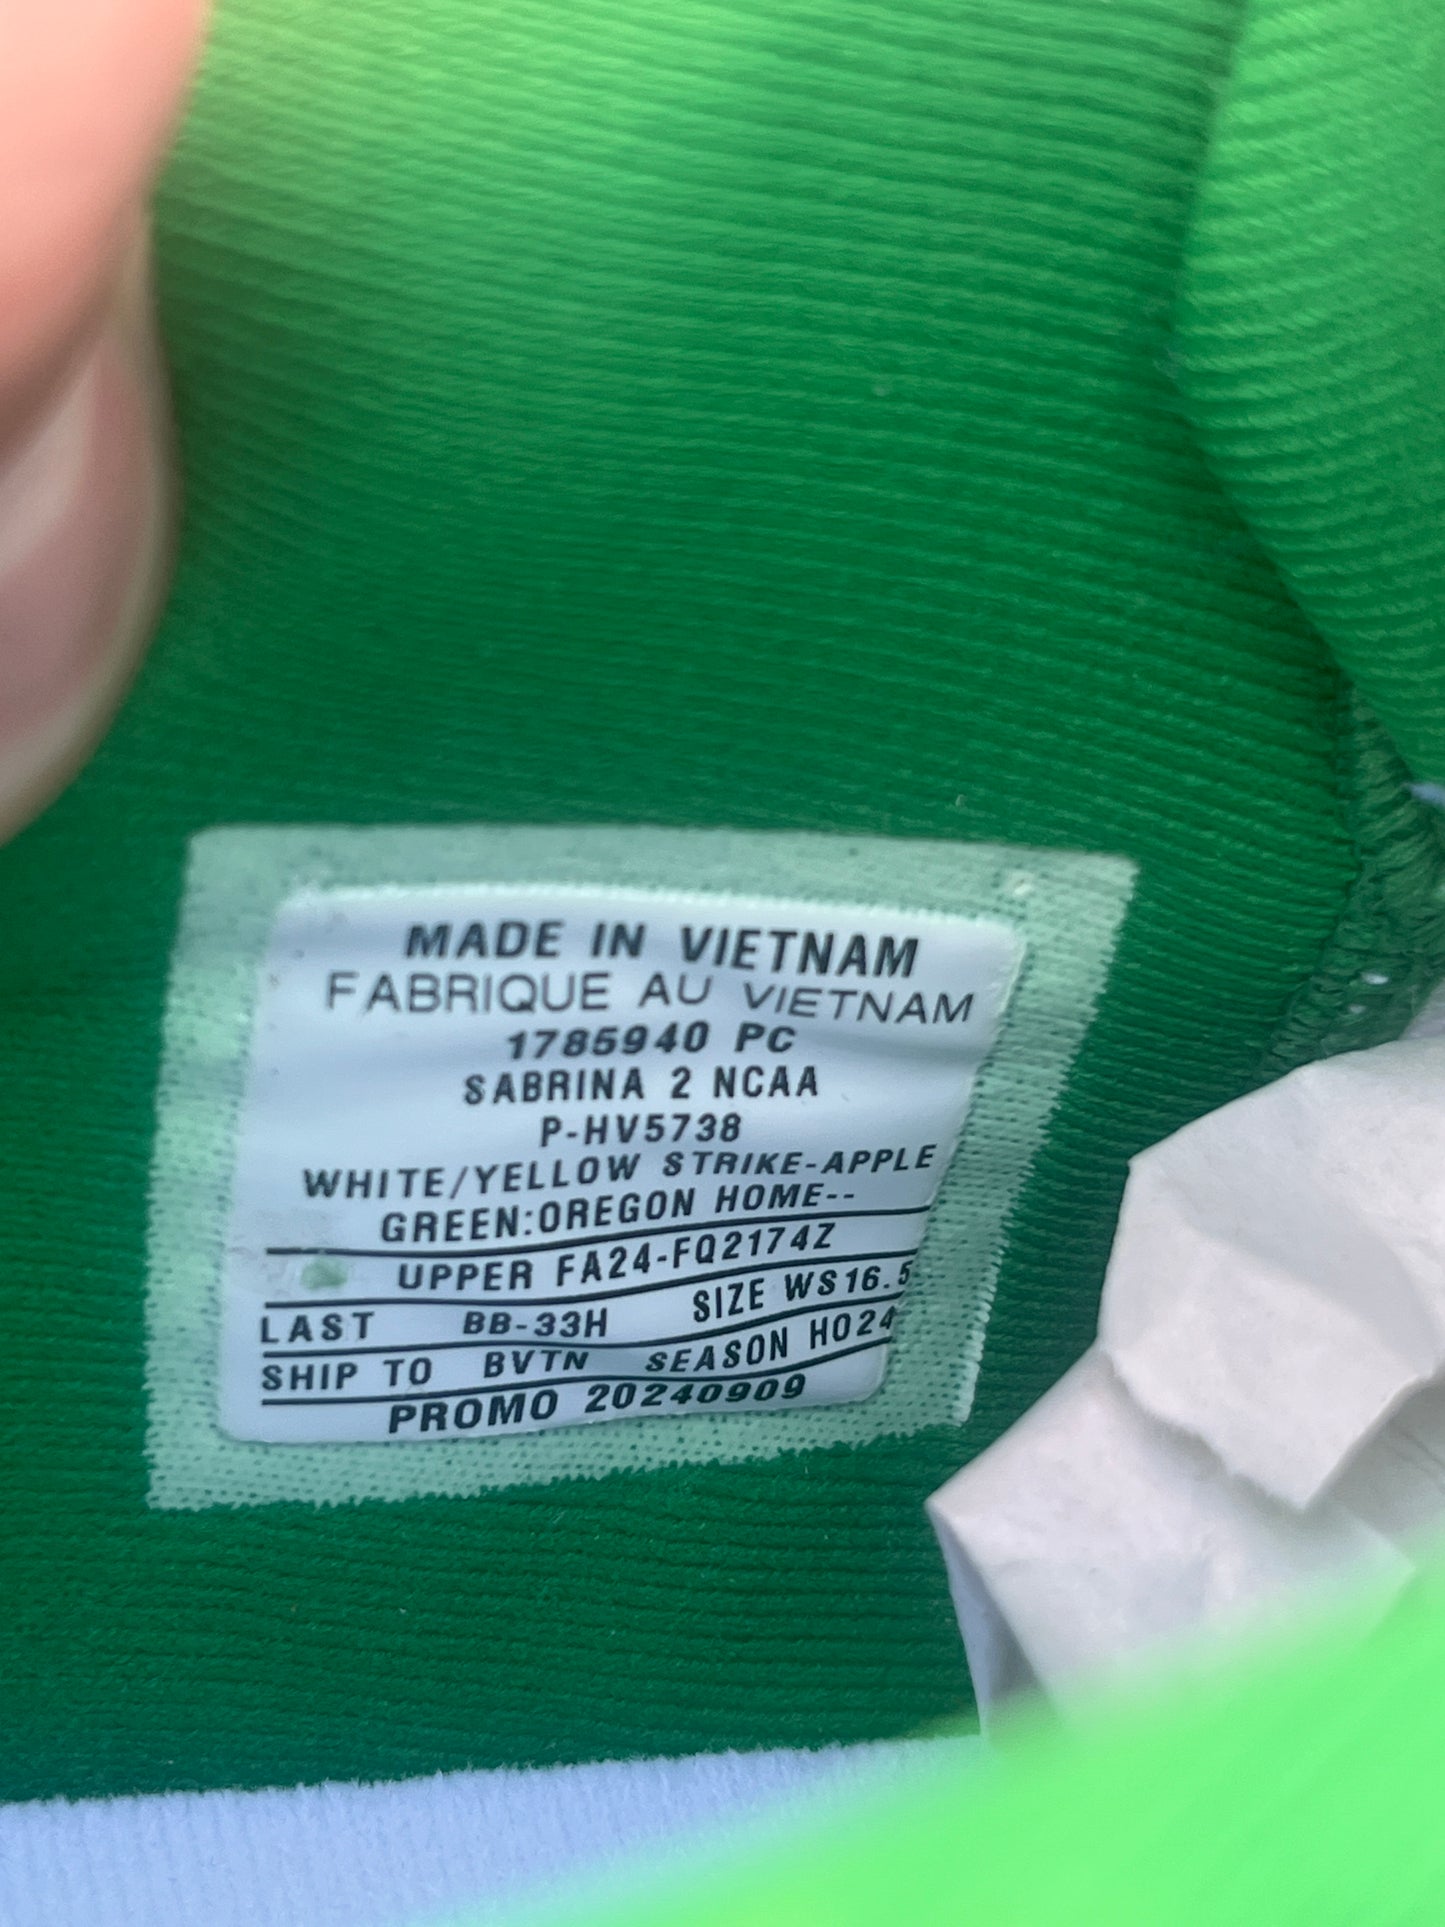 MADE IN VIETNAM
FABRIQUE AU VIETNAM
1785940 PC
SABRINA 2 NCAA
P-HV5738
WHITE/YELLOW STRIKE-APPLE
GREEN:OREGON HOME--
UPPER FA24-FQ2174Z
LAST BB-33H SIZE WS16.5
SHIP TO BVTN SEASON HO24
PROMO 20240909